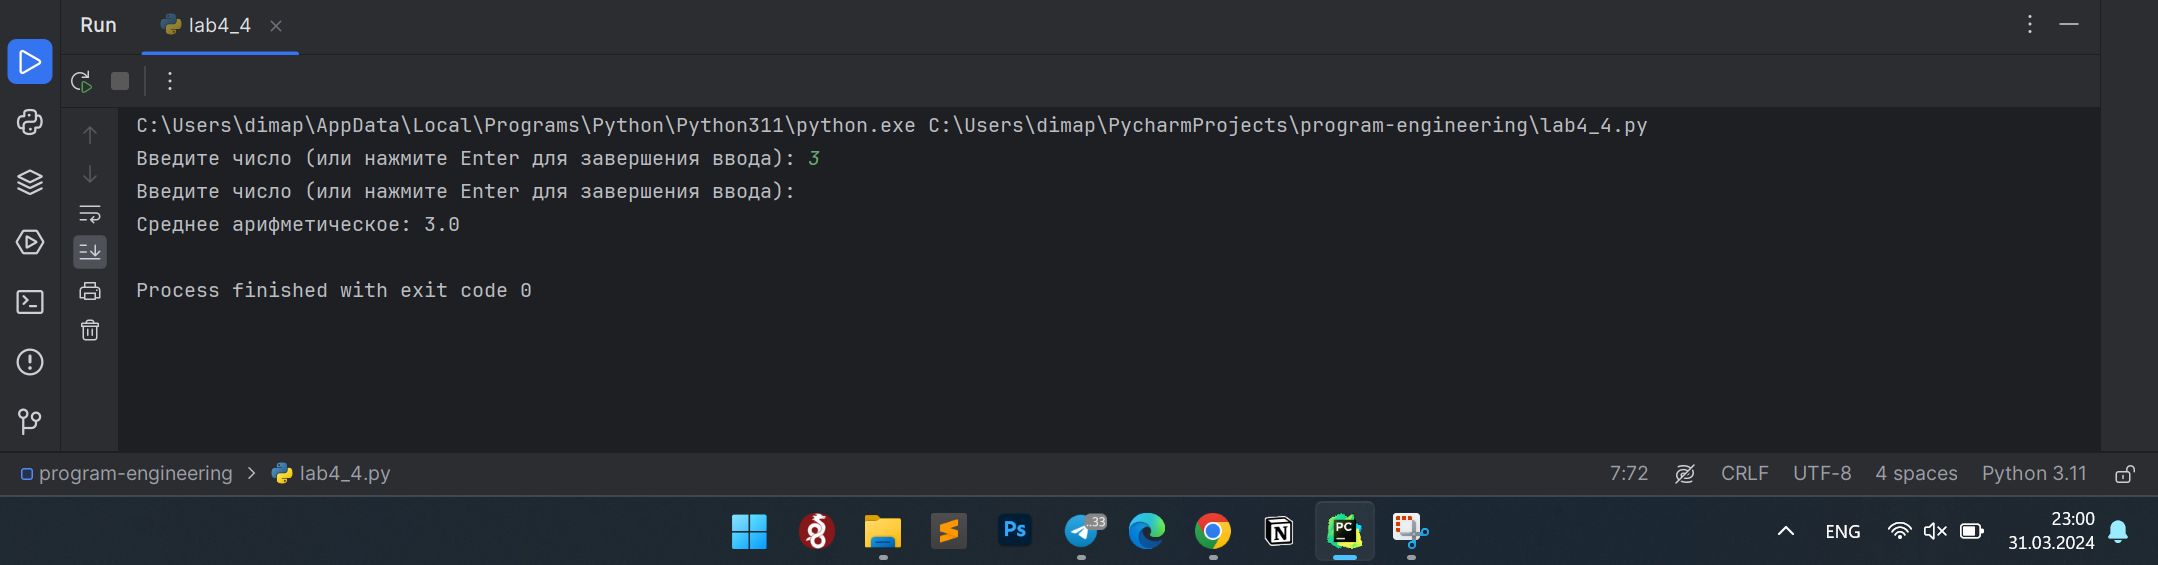 Run lab4_4
C:\Users\dimap\AppData\Local\Programs\Python\Python311\python.exe C:\Users\dimap\PycharmProjects\program-engineering\lab4_4.py
Введите число (или нажмите Enter для завершения ввода): 3
Введите число (или нажмите Enter для завершения ввода):
Среднее арифметическое: 3.0
Process finished with exit code 0
program-engineering > lab4_4.py 7:72 CRLF UTF-8 4 spaces Python 3.11
Ps ..33 N PC ENG 23:00
31.03.2024